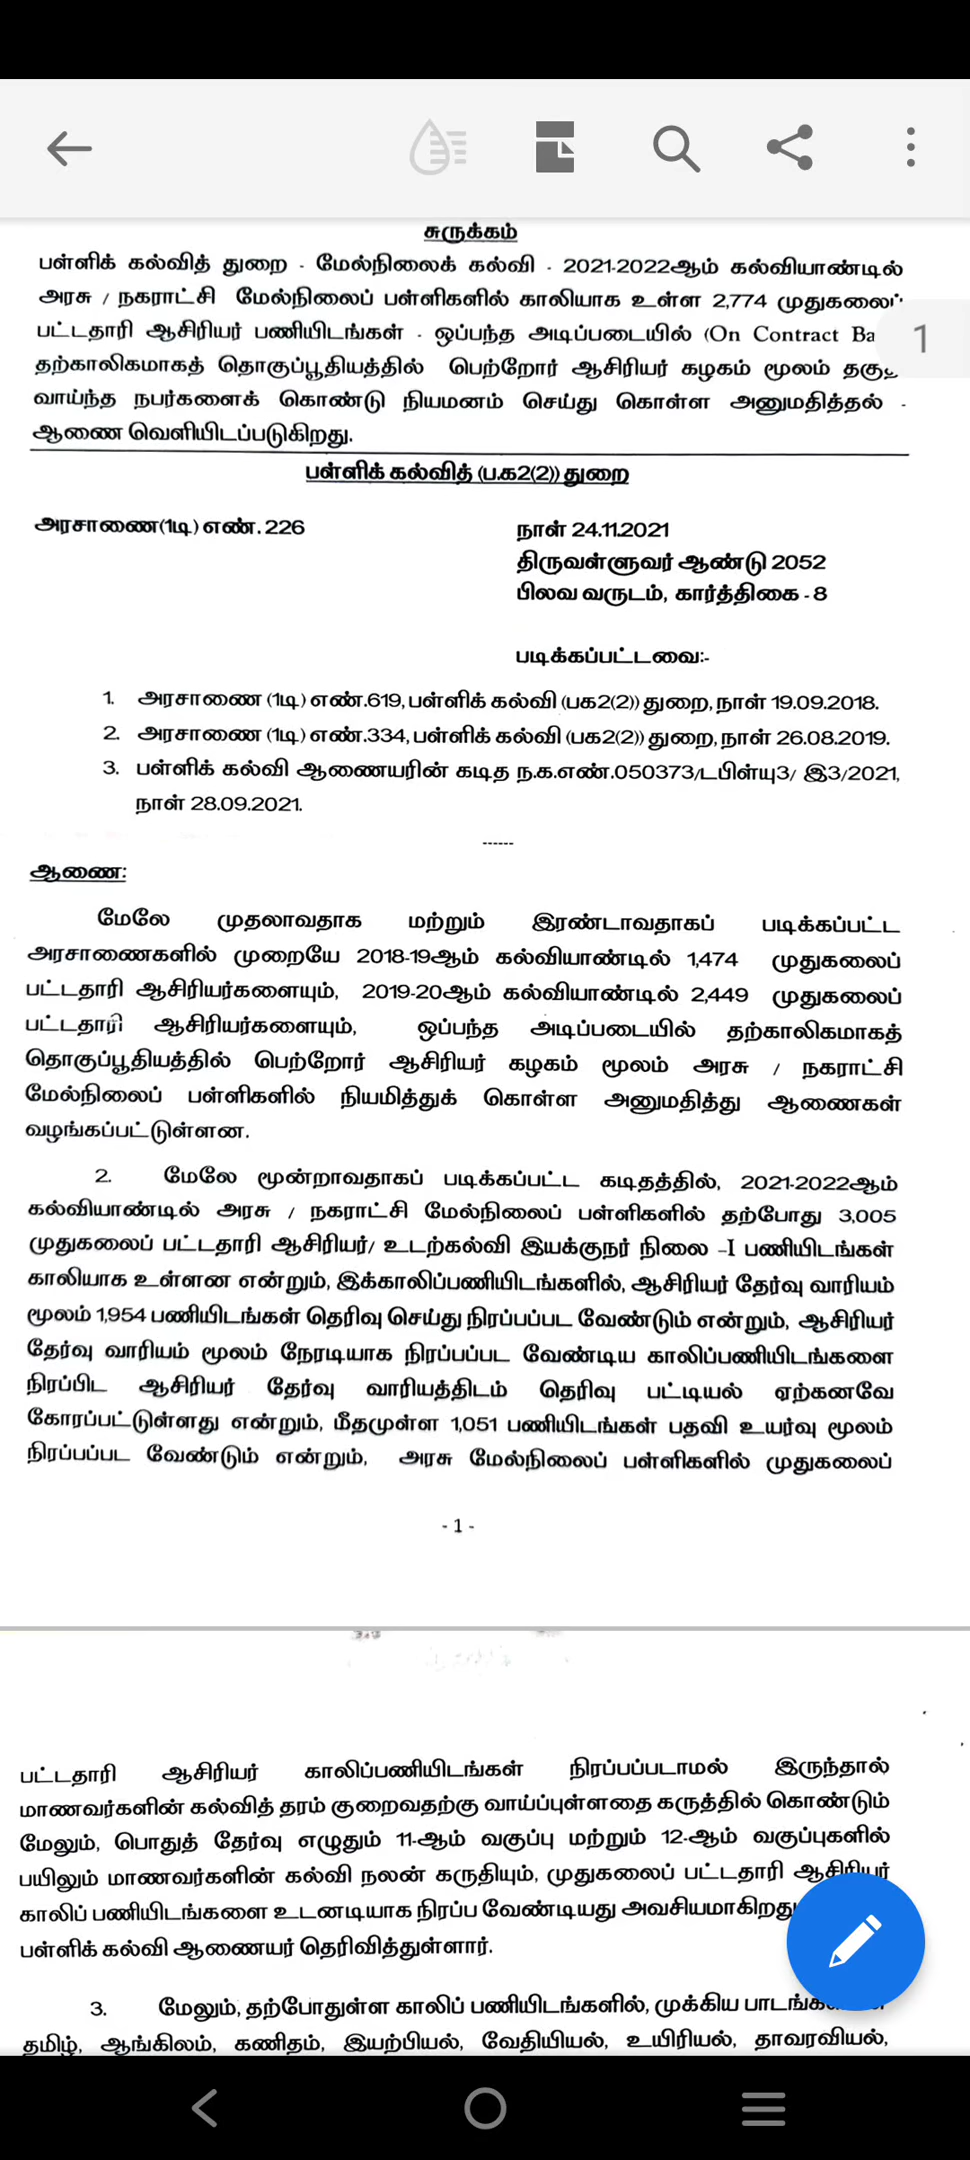 சுருக்கம்
பள்ளிக் கல்வித் துறை - மேல்நிலைக் கல்வி - 2021-2022ஆம் கல்வியாண்டில்
அரசு / நகராட்சி மேல்நிலைப் பள்ளிகளில் காலியாக உள்ள 2,774 முதுகலைப்
1
பட்டதாரி ஆசிரியர் பணியிடங்கள் - ஒப்பந்த அடிப்படையில் (On Contract Ba
தற்காலிகமாகத் தொகுப்பூதியத்தில் பெற்றோர் ஆசிரியர் கழகம் மூலம்
வாய்ந்த நபர்களைக் கொண்டு நியமனம் செய்து கொள்ள அனுமதித்தல் -
ஆணை வெளியிடப்படுகிறது.
பள்ளிக் கல்வித் (ப.க2(2)) துறை
அரசாணை(1டி) எண். 226
நாள் 24.11.2021
திருவள்ளுவர் ஆண்டு 2052
பிலவ வருடம், கார்த்திகை - 8
படிக்கப்பட்டவை:-
1. அரசாணை (1டி) எண்.619, பள்ளிக் கல்வி (பக2(2)) துறை, நாள் 19.09.2018.
2. அரசாணை (1டி) எண்.334, பள்ளிக் கல்வி (பக2(2)) துறை, நாள் 26.08.2019.
3. பள்ளிக் கல்வி ஆணையரின் கடித ந.க.எண்.050373/டபிள்யு3/ இ3/2021,
நாள் 28.09.2021.
------
ஆணை:
மேலே முதலாவதாக மற்றும் இரண்டாவதாகப் படிக்கப்பட்ட
அரசாணைகளில் முறையே 2018-19ஆம் கல்வியாண்டில் 1,474 முதுகலைப்
பட்டதாரி ஆசிரியர்களையும், 2019-20ஆம் கல்வியாண்டில் 2,449 முதுகலைப்
பட்டதாரி ஆசிரியர்களையும், ஒப்பந்த அடிப்படையில் தற்காலிகமாகத்
தொகுப்பூதியத்தில் பெற்றோர் ஆசிரியர் கழகம் மூலம் அரசு / நகராட்சி
மேல்நிலைப் பள்ளிகளில் நியமித்துக் கொள்ள அனுமதித்து ஆணைகள்
வழங்கப்பட்டுள்ளன.
2. மேலே மூன்றாவதாகப் படிக்கப்பட்ட கடிதத்தில், 2021-2022ஆம்
கல்வியாண்டில் அரசு / நகராட்சி மேல்நிலைப் பள்ளிகளில் தற்போது 3,005
முதுகலைப் பட்டதாரி ஆசிரியர்/ உடற்கல்வி இயக்குநர் நிலை –I பணியிடங்கள்
காலியாக உள்ளன என்றும், இக்காலிப்பணியிடங்களில், ஆசிரியர் தேர்வு வாரியம்
மூலம் 1,954 பணியிடங்கள் தெரிவு செய்து நிரப்பப்பட வேண்டும் என்றும், ஆசிரியர்
தேர்வு வாரியம் மூலம் நேரடியாக நிரப்பப்பட வேண்டிய காலிப்பணியிடங்களை
நிரப்பிட ஆசிரியர் தேர்வு வாரியத்திடம் தெரிவு பட்டியல் ஏற்கனவே
கோரப்பட்டுள்ளது என்றும், மீதமுள்ள 1,051 பணியிடங்கள் பதவி உயர்வு மூலம்
நிரப்பப்பட வேண்டும் என்றும், அரசு மேல்நிலைப் பள்ளிகளில் முதுகலைப்
- 1 -
பட்டதாரி ஆசிரியர் காலிப்பணியிடங்கள் நிரப்பப்படாமல் இருந்தால்
மாணவர்களின் கல்வித் தரம் குறைவதற்கு வாய்ப்புள்ளதை கருத்தில் கொண்டும்
மேலும், பொதுத் தேர்வு எழுதும் 11-ஆம் வகுப்பு மற்றும் 12-ஆம் வகுப்புகளில்
பயிலும் மாணவர்களின் கல்வி நலன் கருதியும், முதுகலைப் பட்டதாரி ஆசிரியர்
காலிப் பணியிடங்களை உடனடியாக நிரப்ப வேண்டியது அவசியமாகிறது
பள்ளிக் கல்வி ஆணையர் தெரிவித்துள்ளார்.
3. மேலும், தற்போதுள்ள காலிப் பணியிடங்களில், முக்கிய
தமிழ், ஆங்கிலம், கணிதம், இயற்பியல், வேதியியல், உயிரியல், தாவரவியல்,